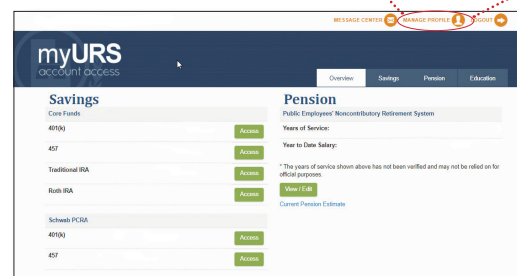 MESSAGE CENTER MANAGE PROFILE LOGOUT
myURS
account access
Overview Savings Pension Education
Savings
Core Funds
401(k) Access
457 Access
Traditional IRA Access
Roth IRA Access
Schwab PCRA
401(k) Access
457 Access
Pension
Public Employees' Noncontributory Retirement System
Years of Service:
Year to Date Salary:
* The years of service shown above has not been verified and may not be relied on for
official purposes.
View / Edit
Current Pension Estimate